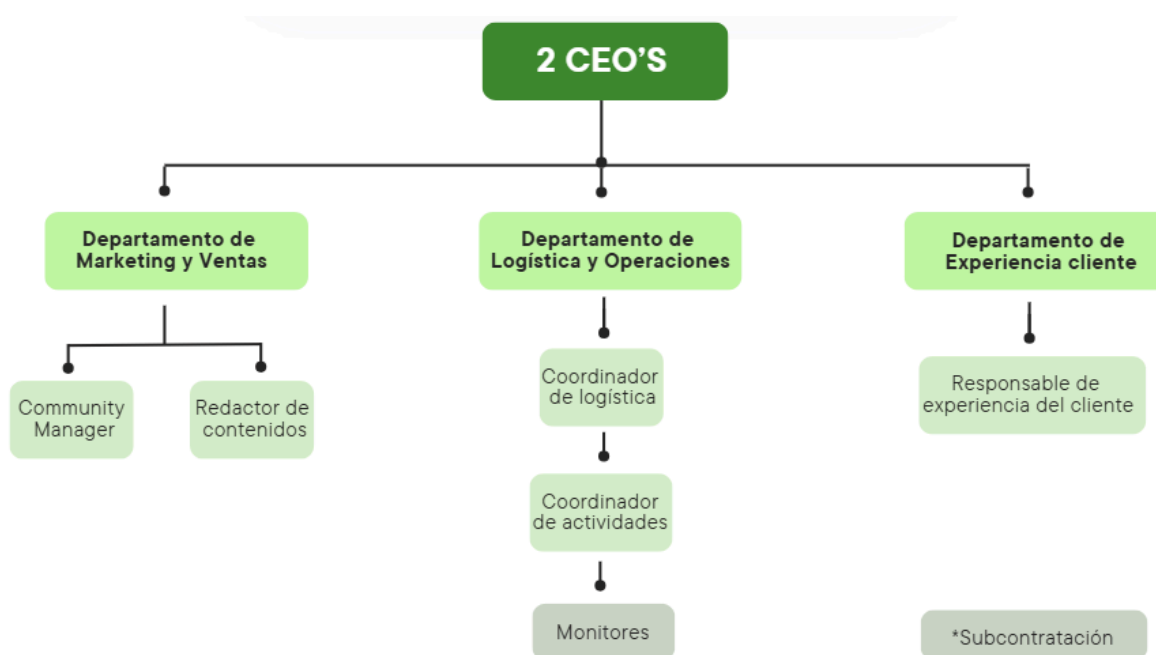 2 CEO’S
Departamento de
Marketing y Ventas
Departamento de
Logística y Operaciones
Departamento de
Experiencia cliente
Community
Manager
Redactor de
contenidos
Coordinador
de logística
Responsable de
experiencia del cliente
Coordinador
de actividades
Monitores
*Subcontratación